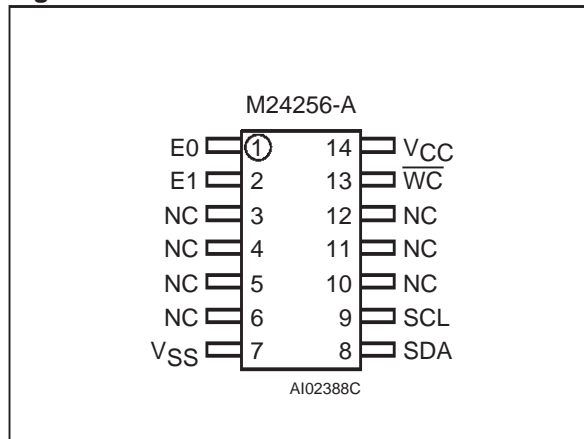 M24256-A
E0 1 14 VCC
E1 2 13 WC
NC 3 12 NC
NC 4 11 NC
NC 5 10 NC
NC 6 9 SCL
VSS 7 8 SDA
AI02388C